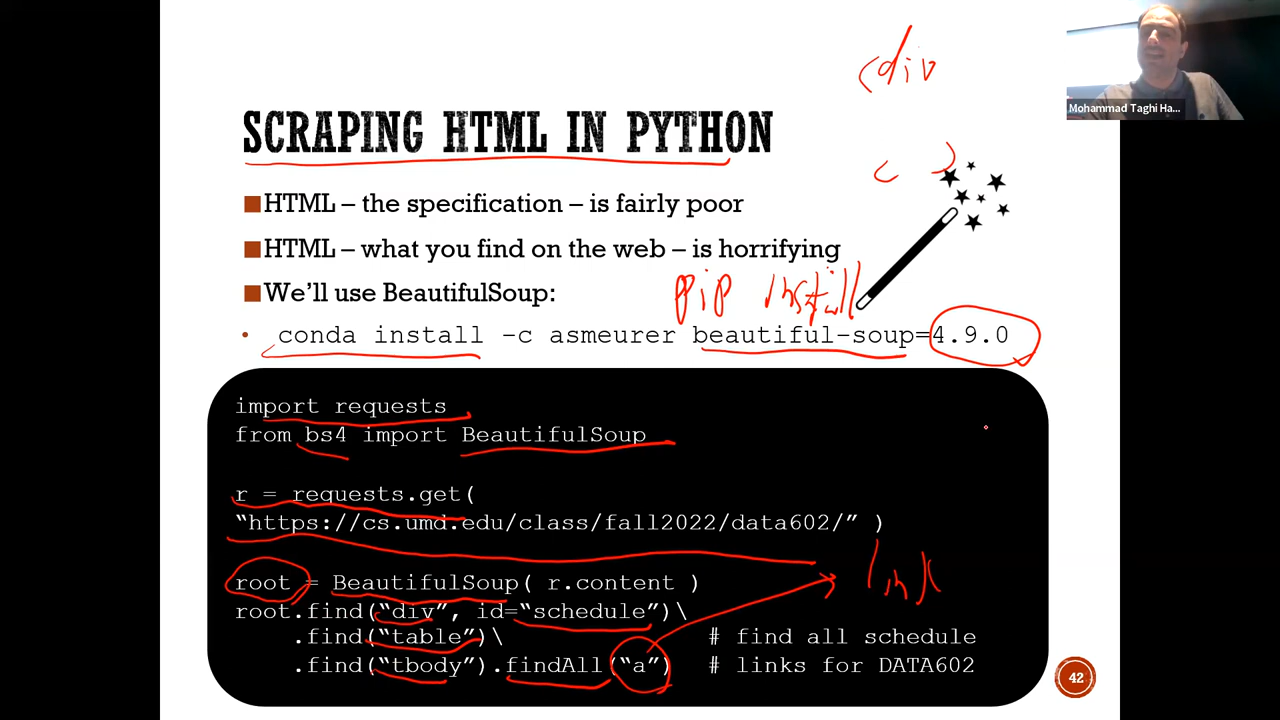 <div
Mohammad Taghi Ha...
SCRAPING HTML IN PYTHON
< >
HTML – the specification – is fairly poor
HTML – what you find on the web – is horrifying
We'll use BeautifulSoup:
pip install
• conda install -c asmeurer beautiful-soup=4.9.0
import requests
from bs4 import BeautifulSoup
r = requests.get(
“https://cs.umd.edu/class/fall2022/data602/” )
link
root = BeautifulSoup( r.content )
root.find(“div”, id=“schedule”)\
.find(“table”)\ # find all schedule
.find(“tbody”).findAll(“a”) # links for DATA602
42